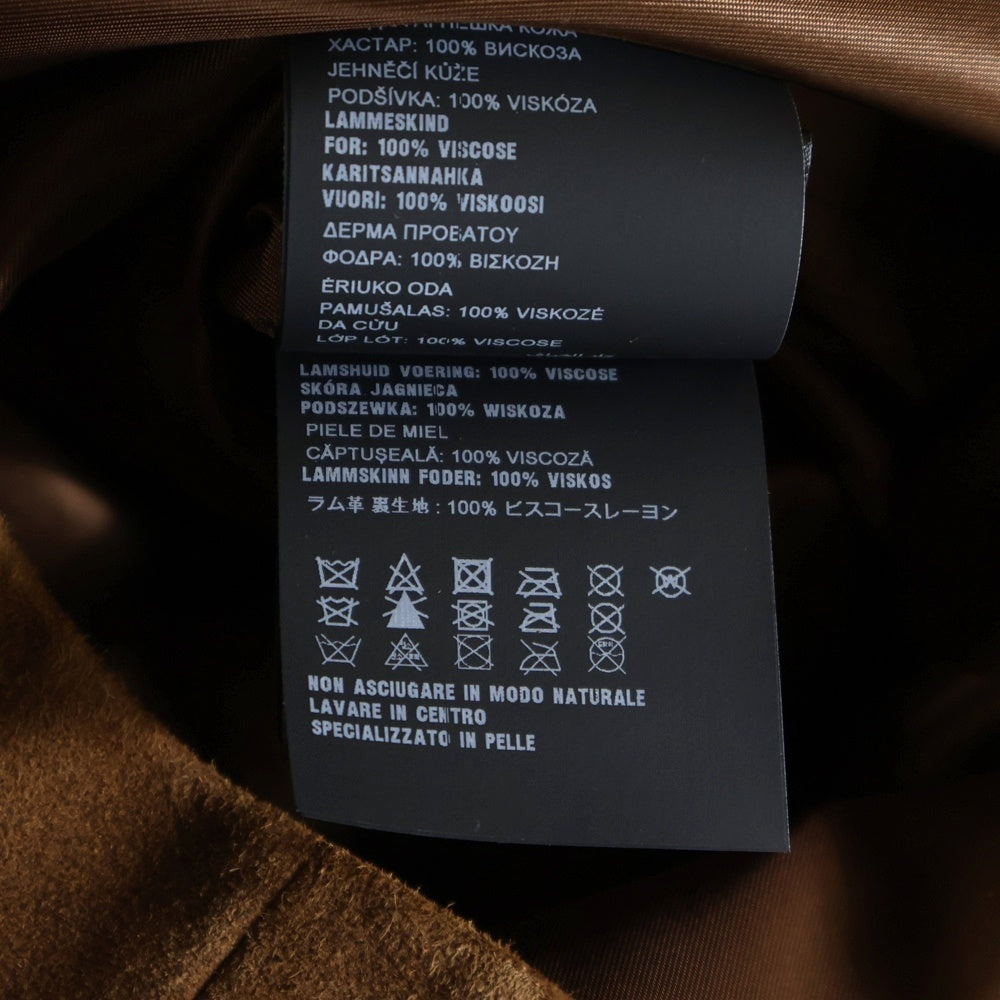 КОЖА
ХАСТАР: 100% ВИСКОЗА
JEHNĚČÍ KŮŽE
PODŠÍVKA: 100% VISKÓZA
LAMMESKIND
FOR: 100% VISCOSE
KARITSANNAHKA
VUORI: 100% VISKOOSI
ΔΕΡΜΑ ΠΡΟΒΑΤΟΥ
ΦΟΔΡΑ: 100% ΒΙΣΚΟΖΗ
ĖRIUKO ODA
PAMUŠALAS: 100% VISKOZÉ
DA CỪU
LỚP LÓT: 100% VISCOSE
LAMSHUID VOERING: 100% VISCOSE
SKÓRA JAGNIĘCA
PODSZEWKA: 100% WISKOZA
PIELE DE MIEL
CĂPTUȘEALĂ: 100% VISCOZĂ
LAMMSKINN FODER: 100% VISKOS
ラム革 裏生地 : 100% ビスコースレーヨン
W
NON ASCIUGARE IN MODO NATURALE
LAVARE IN CENTRO
SPECIALIZZATO IN PELLE